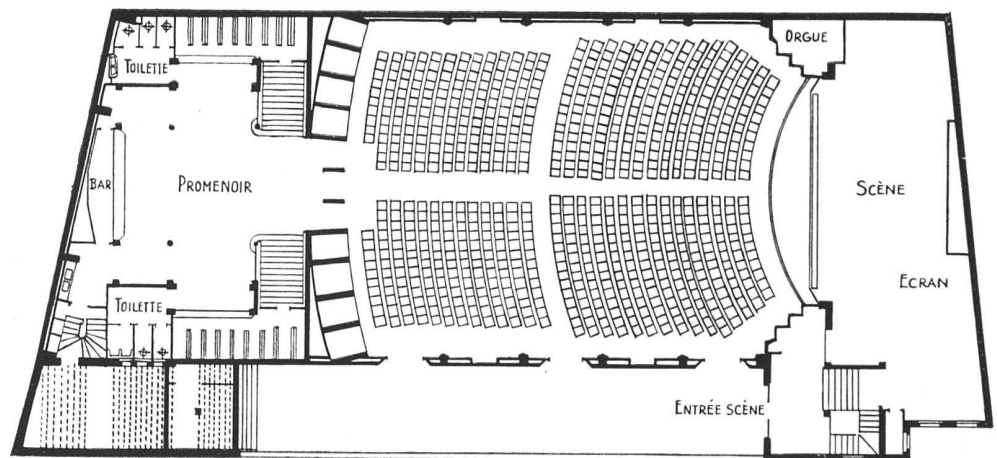 ORGUE
TOILETTE
BAR
PROMENOIR
SCÈNE
ECRAN
TOILETTE
ENTRÉE SCÈNE